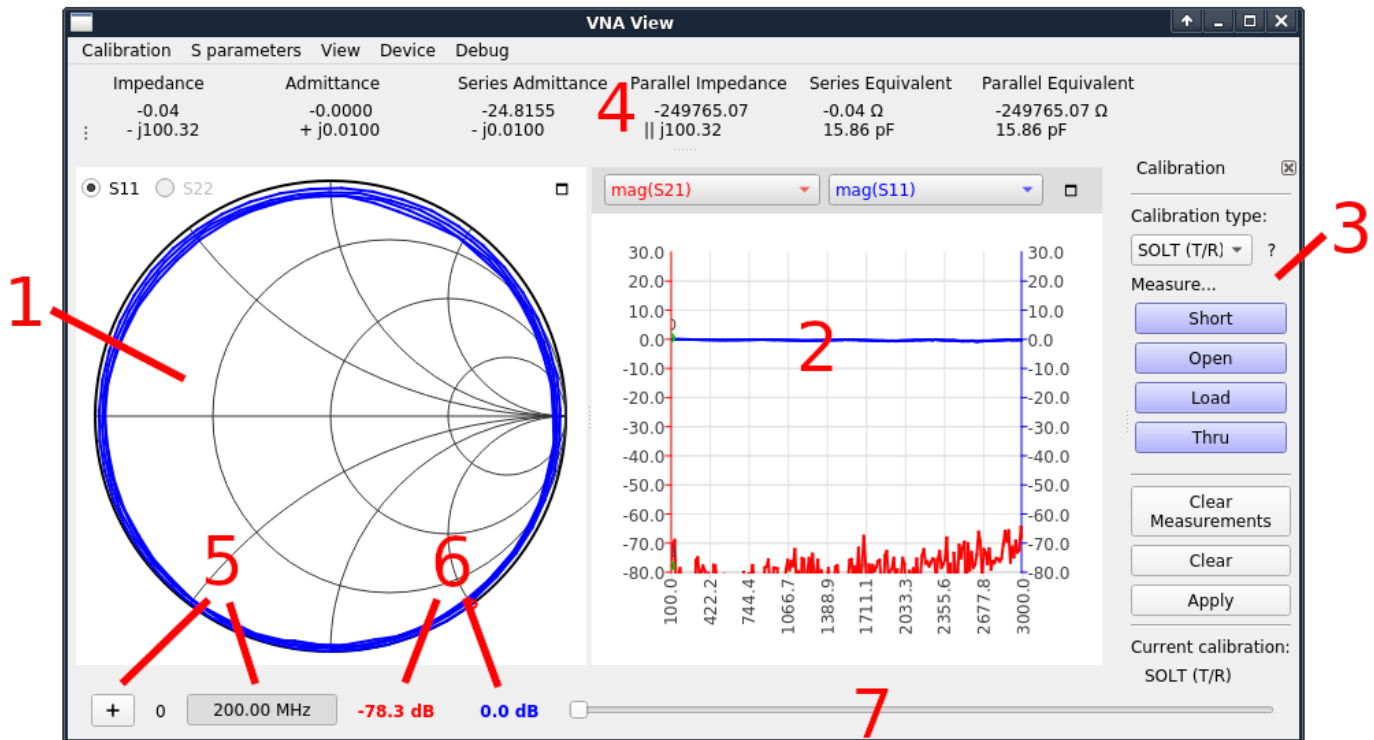 VNA View
Calibration S parameters View Device Debug
Impedance Admittance Series Admittance Parallel Impedance Series Equivalent Parallel Equivalent
-0.04 -0.0000 -24.8155 -249765.07 -0.04 Ω -249765.07 Ω
- j100.32 + j0.0100 - j0.0100 || j100.32 15.86 pF 15.86 pF
4
S11 S22
mag(S21) mag(S11)
Calibration
Calibration type:
SOLT (T/R) ?
3
Measure...
Short
Open
Load
Thru
Clear
Measurements
Clear
Apply
Current calibration:
SOLT (T/R)
1
2
30.0 30.0
20.0 20.0
10.0 10.0
0
0.0 0.0
-10.0 -10.0
-20.0 -20.0
-30.0 -30.0
-40.0 -40.0
-50.0 -50.0
-60.0 -60.0
-70.0 -70.0
-80.0 -80.0
100.0 422.2 744.4 1066.7 1388.9 1711.1 2033.3 2355.6 2677.8 3000.0
5 6
+ 0 200.00 MHz -78.3 dB 0.0 dB
7